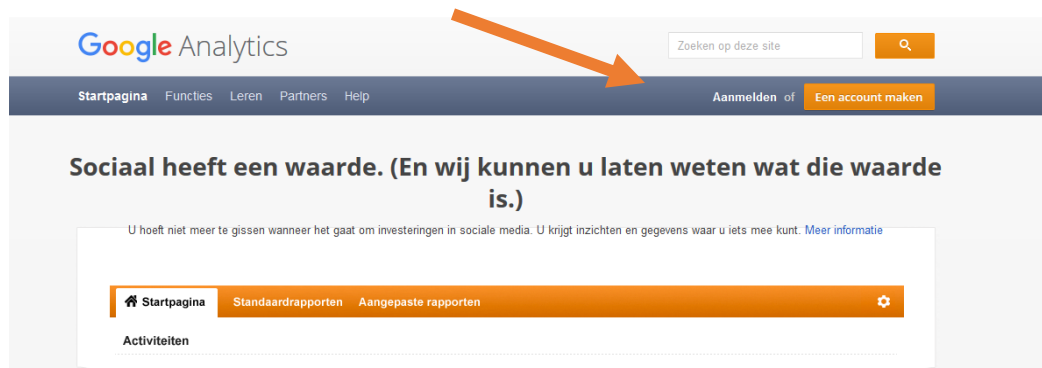 Google Analytics
Zoeken op deze site
Startpagina Functies Leren Partners Help
Aanmelden of Een account maken
Sociaal heeft een waarde. (En wij kunnen u laten weten wat die waarde
is.)
U hoeft niet meer te gissen wanneer het gaat om investeringen in sociale media. U krijgt inzichten en gegevens waar u iets mee kunt. Meer informatie
Startpagina Standaardrapporten Aangepaste rapporten
Activiteiten